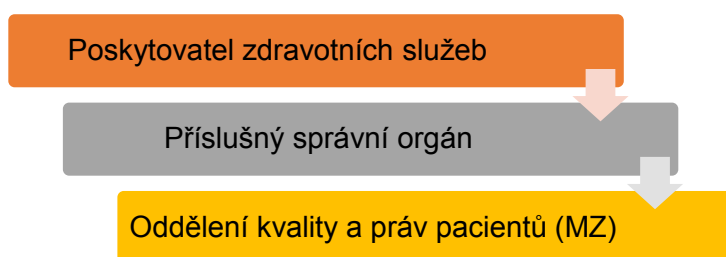 Poskytovatel zdravotních služeb
Příslušný správní orgán
Oddělení kvality a práv pacientů (MZ)